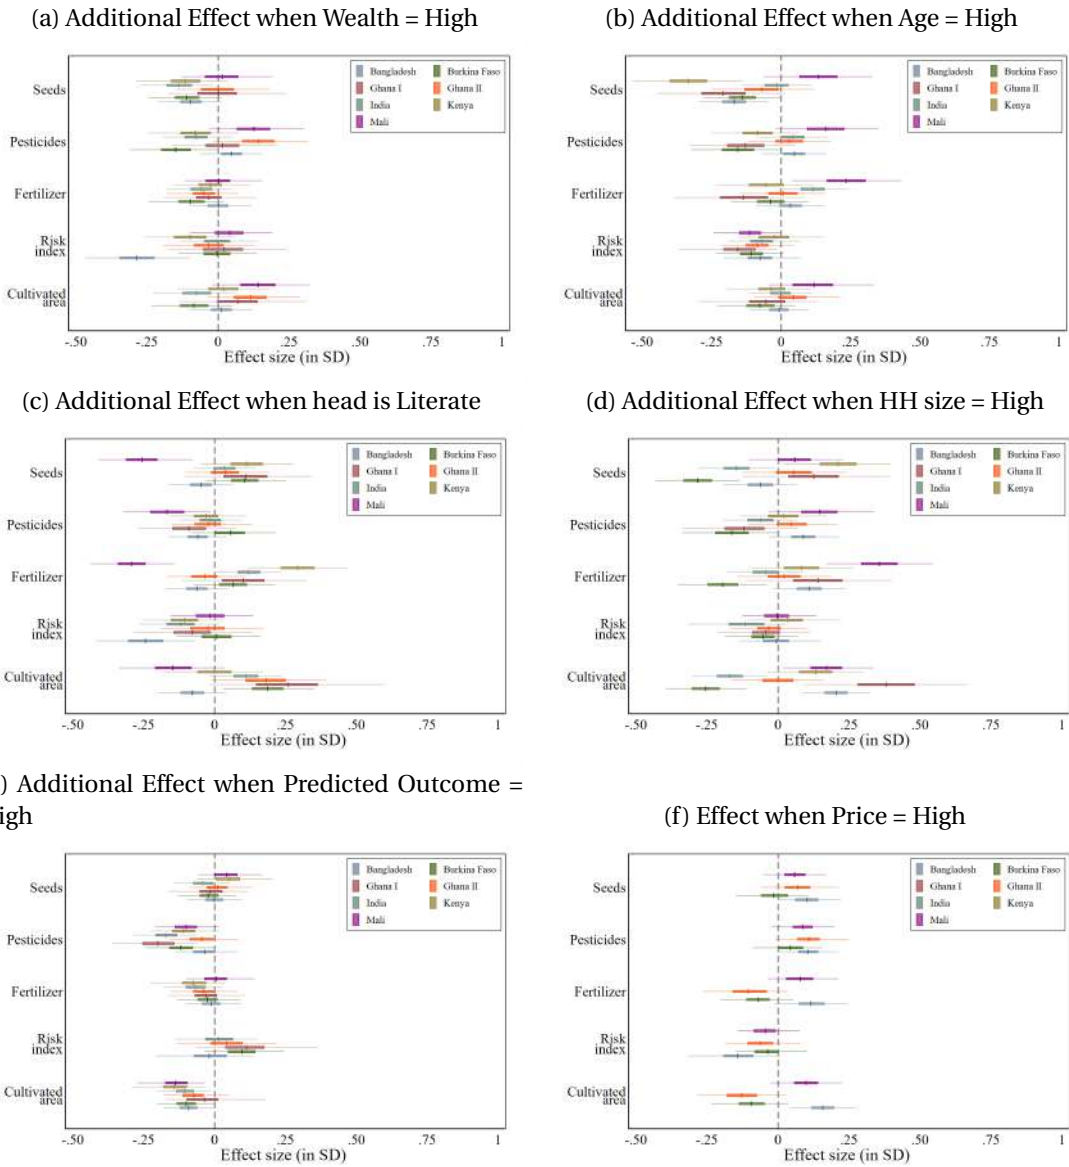 (a) Additional Effect when Wealth = High
Seeds
Pesticides
Fertilizer
Risk
index
Cultivated
area
Bangladesh
Burkina Faso
Ghana I
Ghana II
India
Kenya
Mali
-.50 -.25 0 .25 .50 .75 1
Effect size (in SD)
(b) Additional Effect when Age = High
Seeds
Pesticides
Fertilizer
Risk
index
Cultivated
area
Bangladesh
Burkina Faso
Ghana I
Ghana II
India
Kenya
Mali
-.50 -.25 0 .25 .50 .75 1
Effect size (in SD)
(c) Additional Effect when head is Literate
Seeds
Pesticides
Fertilizer
Risk
index
Cultivated
area
Bangladesh
Burkina Faso
Ghana I
Ghana II
India
Kenya
Mali
-.50 -.25 0 .25 .50 .75 1
Effect size (in SD)
(d) Additional Effect when HH size = High
Seeds
Pesticides
Fertilizer
Risk
index
Cultivated
area
Bangladesh
Burkina Faso
Ghana I
Ghana II
India
Kenya
Mali
-.50 -.25 0 .25 .50 .75 1
Effect size (in SD)
) Additional Effect when Predicted Outcome =
igh
Seeds
Pesticides
Fertilizer
Risk
index
Cultivated
area
Bangladesh
Burkina Faso
Ghana I
Ghana II
India
Kenya
Mali
-.50 -.25 0 .25 .50 .75 1
Effect size (in SD)
(f) Effect when Price = High
Seeds
Pesticides
Fertilizer
Risk
index
Cultivated
area
Bangladesh
Burkina Faso
Ghana I
Ghana II
India
Kenya
Mali
-.50 -.25 0 .25 .50 .75 1
Effect size (in SD)